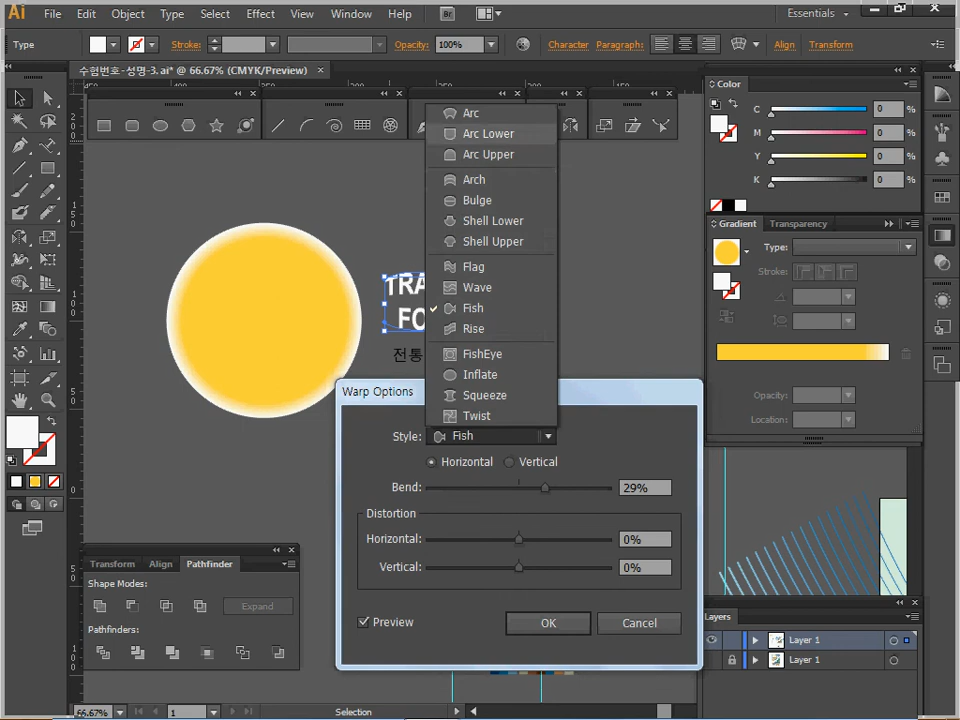 Ai File Edit Object Type Select Effect View Window Help Br Essentials
Type Stroke: Opacity: 100% Character Paragraph: Align Transform
수험번호-성명-3.ai* @ 66.67% (CMYK/Preview) ×
Arc
Arc Lower
Arc Upper
Arch
Bulge
Shell Lower
Shell Upper
Flag
Wave
Fish
Rise
FishEye
Inflate
Squeeze
Twist
TRA
FO
전통
Warp Options
Style: Fish
Horizontal Vertical
Bend: 29%
Distortion
Horizontal: 0%
Vertical: 0%
Preview OK Cancel
Color
C 0 %
M 0 %
Y 0 %
K 0 %
Gradient Transparency
Type:
Stroke:
Opacity:
Location:
Transform Align Pathfinder
Shape Modes:
Expand
Pathfinders:
Layers
Layer 1
Layer 1
66.67% 1 Selection